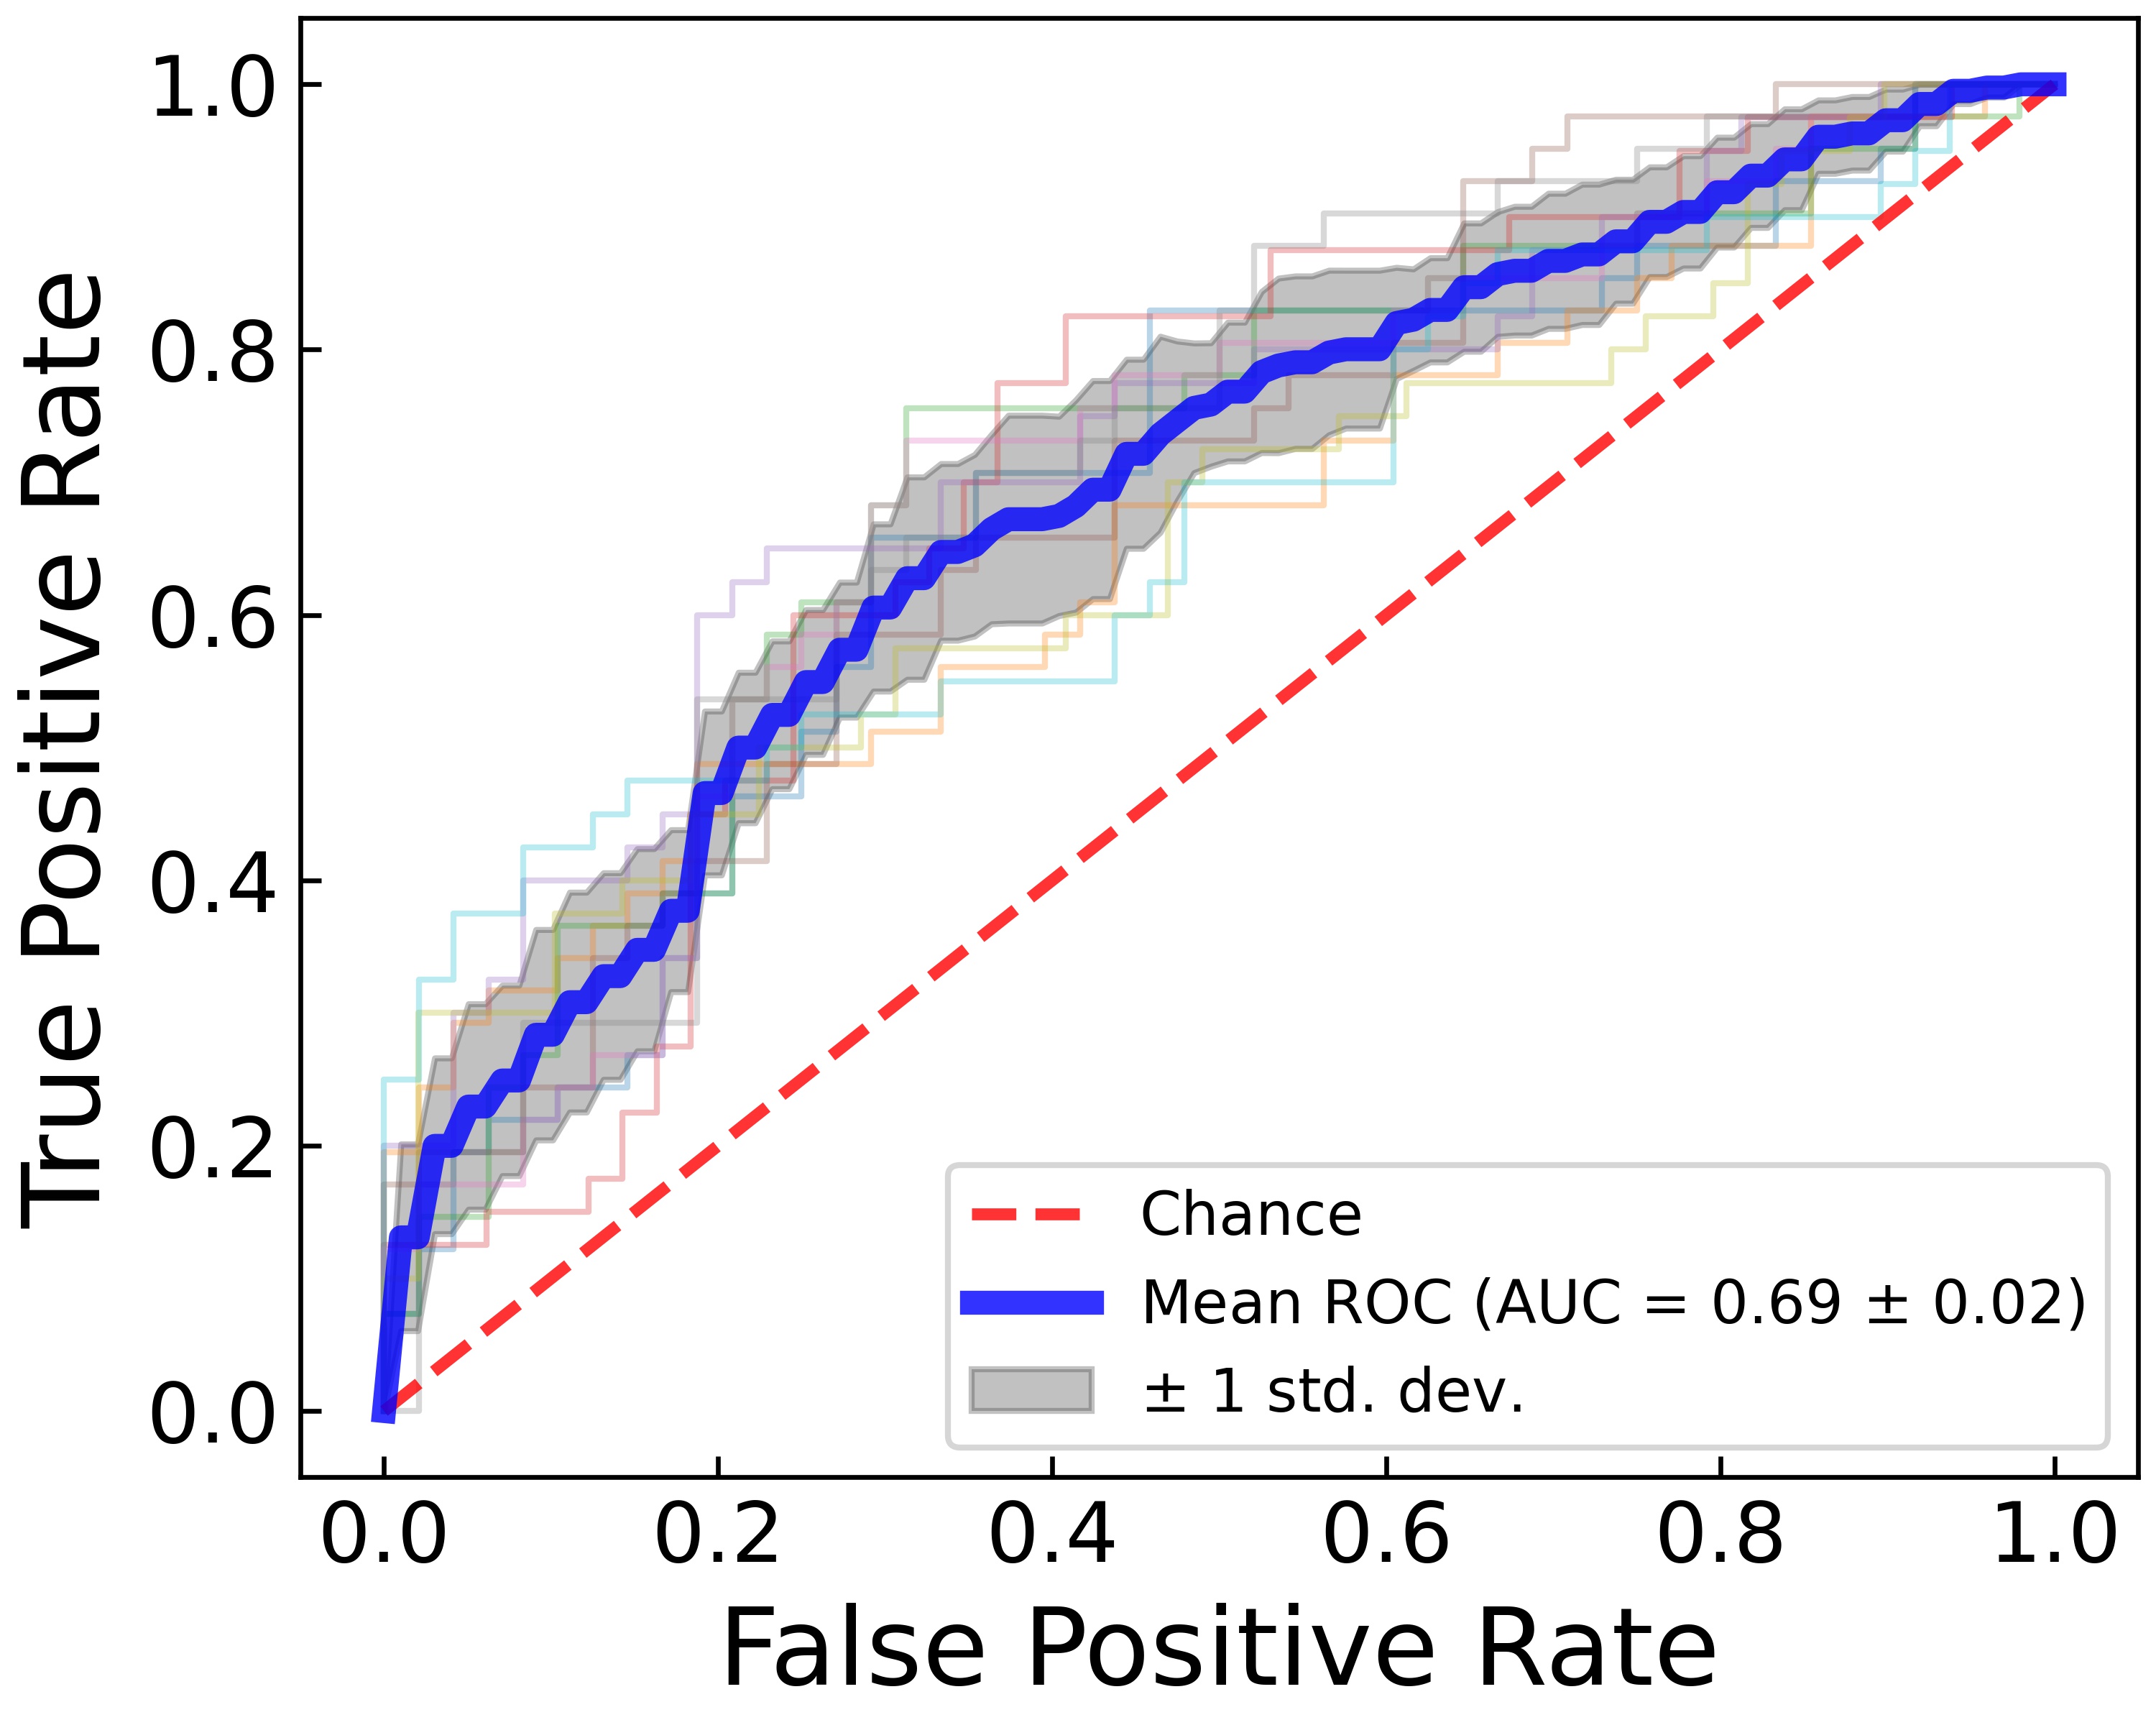 True Positive Rate
1.0
0.8
0.6
0.4
0.2
0.0
Chance
Mean ROC (AUC = 0.69 ± 0.02)
± 1 std. dev.
0.0 0.2 0.4 0.6 0.8 1.0
False Positive Rate